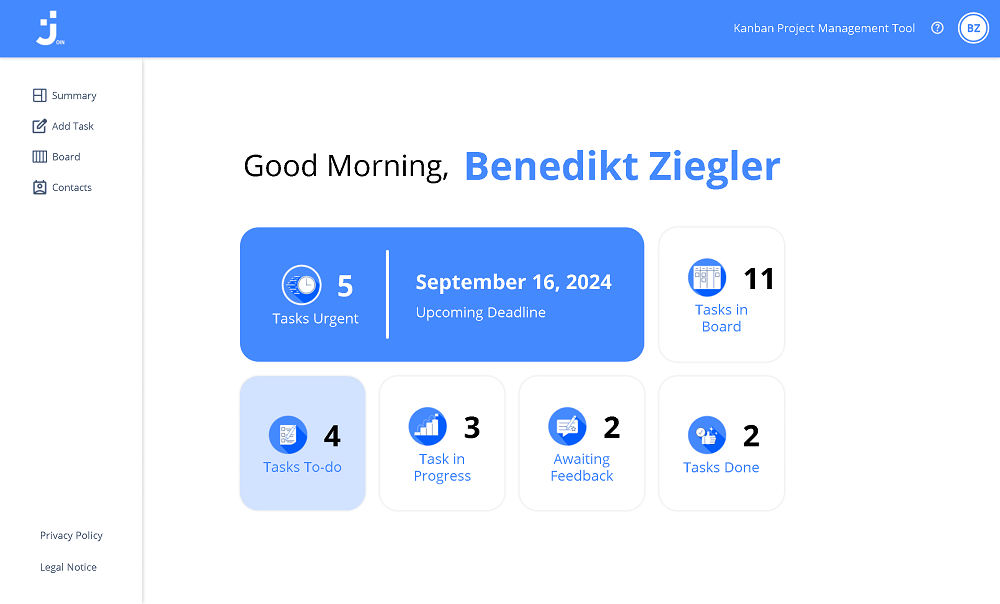 Join
Kanban Project Management Tool
BZ
Summary
Add Task
Board
Contacts
Good Morning, Benedikt Ziegler
5
Tasks Urgent
September 16, 2024
Upcoming Deadline
11
Tasks in
Board
4
Tasks To-do
3
Task in
Progress
2
Awaiting
Feedback
2
Tasks Done
Privacy Policy
Legal Notice